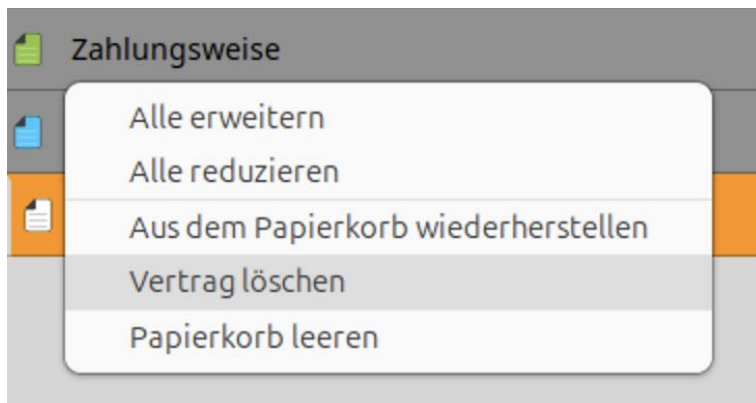 Zahlungsweise
Alle erweitern
Alle reduzieren
Aus dem Papierkorb wiederherstellen
Vertrag löschen
Papierkorb leeren